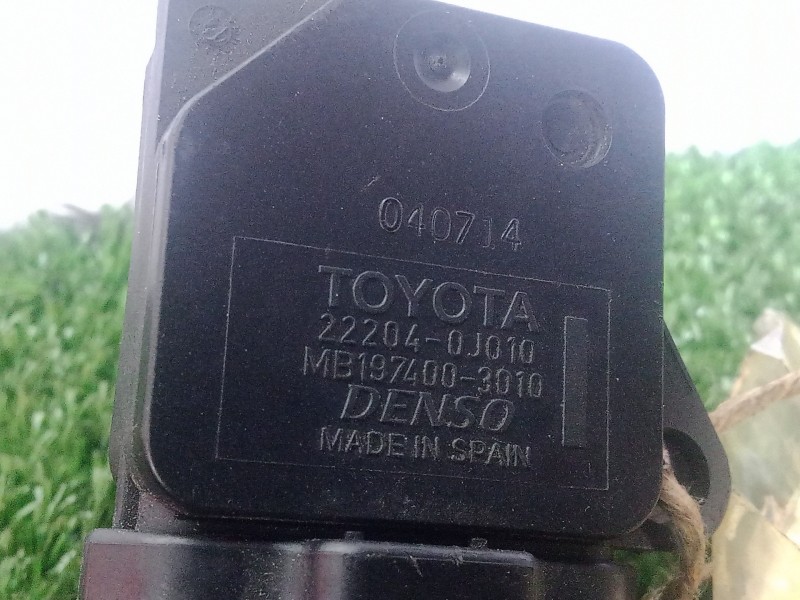 040714
TOYOTA
22204-0J010
MB197400-3010
DENSO
MADE IN SPAIN